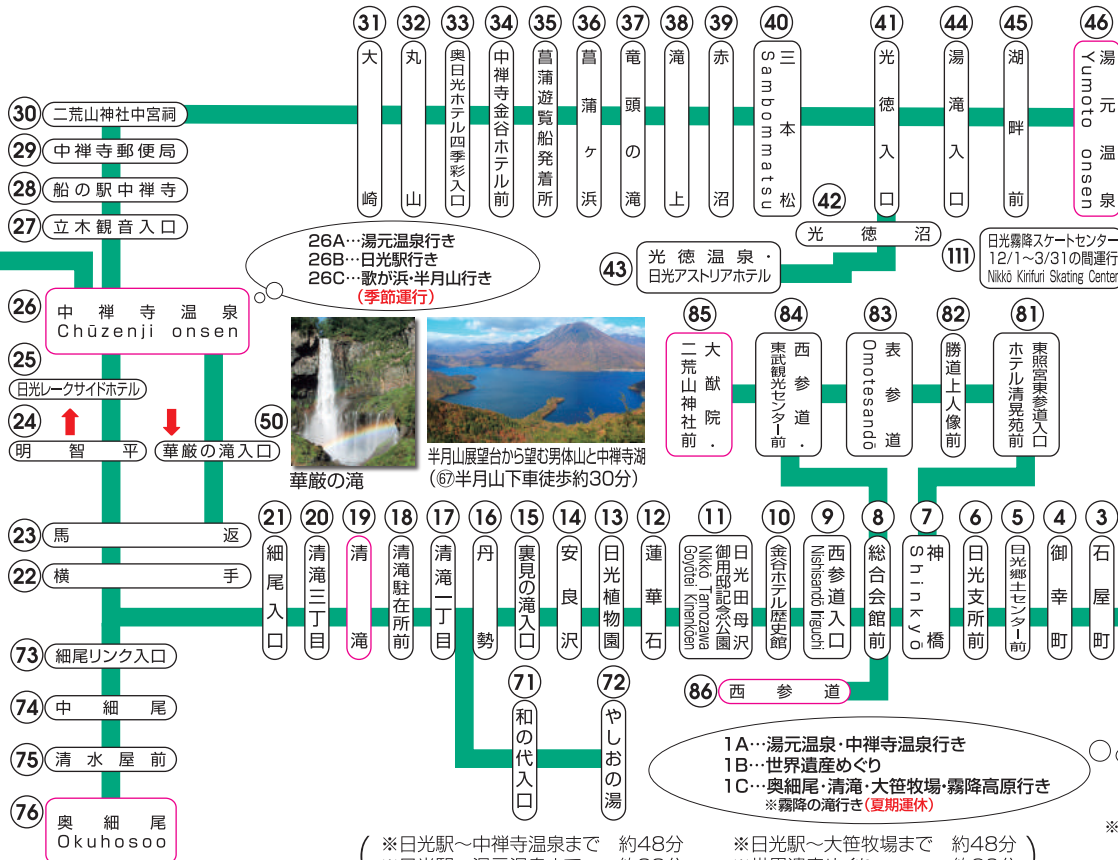 31 大崎
32 丸山
33 奥日光ホテル四季彩入口
34 中禅寺金谷ホテル前
35 菖蒲遊覧船発着所
36 菖蒲ヶ浜
37 竜頭の滝
38 滝上
39 赤沼
40 三本松
Sambommatsu
41 光徳入口
44 湯滝入口
45 湖畔前
46 湯元温泉
Yumoto onsen
30 二荒山神社中宮祠
29 中禅寺郵便局
28 船の駅中禅寺
27 立木観音入口
42 光徳沼
43 光徳温泉・
日光アストリアホテル
111 日光霧降スケートセンター
12/1～3/31の間運行
Nikkō Kirifuri Skating Center
26A…湯元温泉行き
26B…日光駅行き
26C…歌が浜・半月山行き
(季節運行)
26 中禅寺温泉
Chūzenji onsen
25 日光レークサイドホテル
24 明智平
50 華厳の滝入口
華厳の滝
半月山展望台から望む男体山と中禅寺湖
(67半月山下車徒歩約30分)
85 大猷院・
二荒山神社前
84 西参道・
東武観光センター前
83 表参道
Omotesandō
82 勝道上人像前
81 東照宮東参道入口
ホテル清晃苑前
23 馬返
22 横手
21 細尾入口
20 清滝三丁目
19 清滝
18 清滝駐在所前
17 清滝一丁目
16 丹勢
15 裏見の滝入口
14 安良沢
13 日光植物園
12 蓮華石
11 日光田母沢
御用邸記念公園
Nikkō Tamozawa
Goyōtei Kinenkōen
10 金谷ホテル歴史館
9 西参道入口
Nishisandō Iriguchi
8 総合会館前
7 神橋
Shinkyō
6 日光支所前
5 日光郷土センター前
4 御幸町
3 石屋町
73 細尾リンク入口
74 中細尾
75 清水屋前
76 奥細尾
Okuhosoo
71 和の代入口
72 やしおの湯
86 西参道
1A…湯元温泉・中禅寺温泉行き
1B…世界遺産めぐり
1C…奥細尾・清滝・大笹牧場・霧降高原行き
※霧降の滝行き(夏期運休)
※日光駅～中禅寺温泉まで 約48分
※日光駅～大笹牧場まで 約48分
※